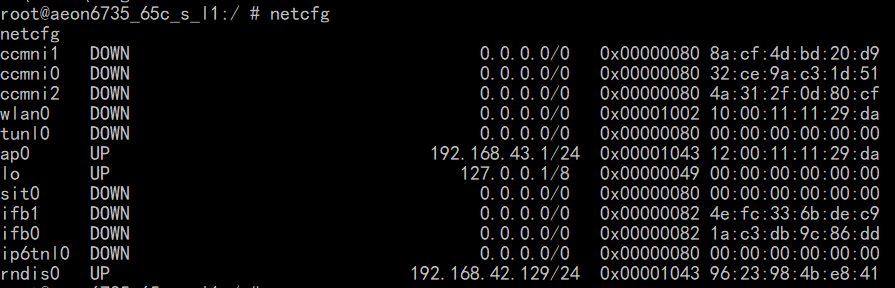 root@aeon6735_65c_s_l1:/ # netcfg
netcfg
ccmni1 DOWN 0.0.0.0/0 0x00000080 8a:cf:4d:bd:20:d9
ccmni0 DOWN 0.0.0.0/0 0x00000080 32:ce:9a:c3:1d:51
ccmni2 DOWN 0.0.0.0/0 0x00000080 4a:31:2f:0d:80:cf
wlan0 DOWN 0.0.0.0/0 0x00001002 10:00:11:11:29:da
tunl0 DOWN 0.0.0.0/0 0x00000080 00:00:00:00:00:00
ap0 UP 192.168.43.1/24 0x00001043 12:00:11:11:29:da
lo UP 127.0.0.1/8 0x00000049 00:00:00:00:00:00
sit0 DOWN 0.0.0.0/0 0x00000080 00:00:00:00:00:00
ifb1 DOWN 0.0.0.0/0 0x00000082 4e:fc:33:6b:de:c9
ifb0 DOWN 0.0.0.0/0 0x00000082 1a:c3:db:9c:86:dd
ip6tnl0 DOWN 0.0.0.0/0 0x00000080 00:00:00:00:00:00
rndis0 UP 192.168.42.129/24 0x00001043 96:23:98:4b:e8:41